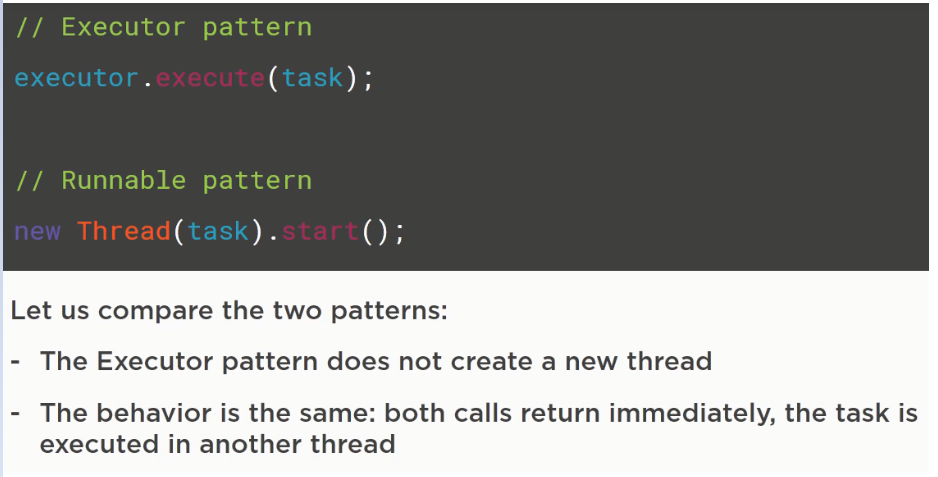 // Executor pattern
executor.execute(task);
// Runnable pattern
new Thread(task).start();
Let us compare the two patterns:
- The Executor pattern does not create a new thread
- The behavior is the same: both calls return immediately, the task is
executed in another thread